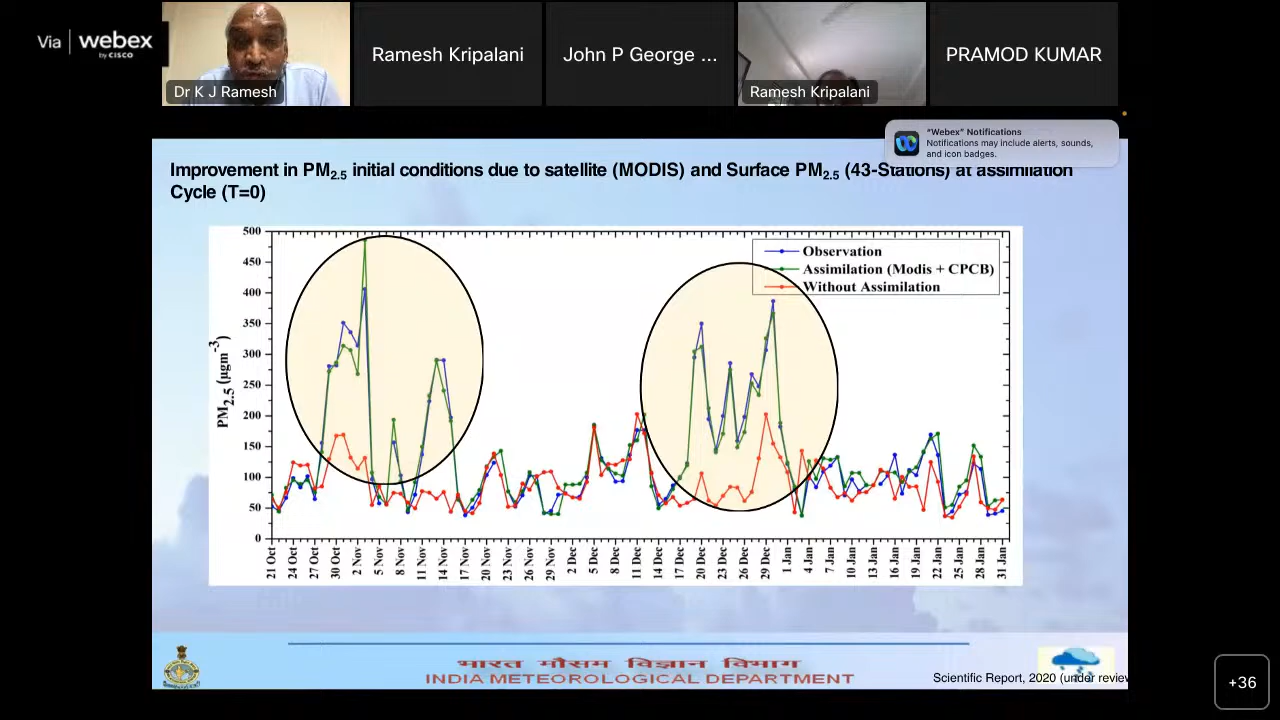 Via | webex
by CISCO
Dr K J Ramesh
Ramesh Kripalani
John P George ...
Ramesh Kripalani
PRAMOD KUMAR
"Webex" Notifications
Notifications may include alerts, sounds,
and icon badges.
Improvement in PM2.5 initial conditions due to satellite (MODIS) and Surface PM2.5 (43-Stations) at assimilation
Cycle (T=0)
PM2.5 (µgm-3)
500
450
400
350
300
250
200
150
100
50
0
Observation
Assimilation (Modis + CPCB)
Without Assimilation
21 Oct
24 Oct
27 Oct
30 Oct
2 Nov
5 Nov
8 Nov
11 Nov
14 Nov
17 Nov
20 Nov
23 Nov
26 Nov
29 Nov
2 Dec
5 Dec
8 Dec
11 Dec
14 Dec
17 Dec
20 Dec
23 Dec
26 Dec
29 Dec
1 Jan
4 Jan
7 Jan
10 Jan
13 Jan
16 Jan
19 Jan
22 Jan
25 Jan
28 Jan
31 Jan
भारत मौसम विज्ञान विभाग
INDIA METEOROLOGICAL DEPARTMENT
Scientific Report, 2020 (under review
+36